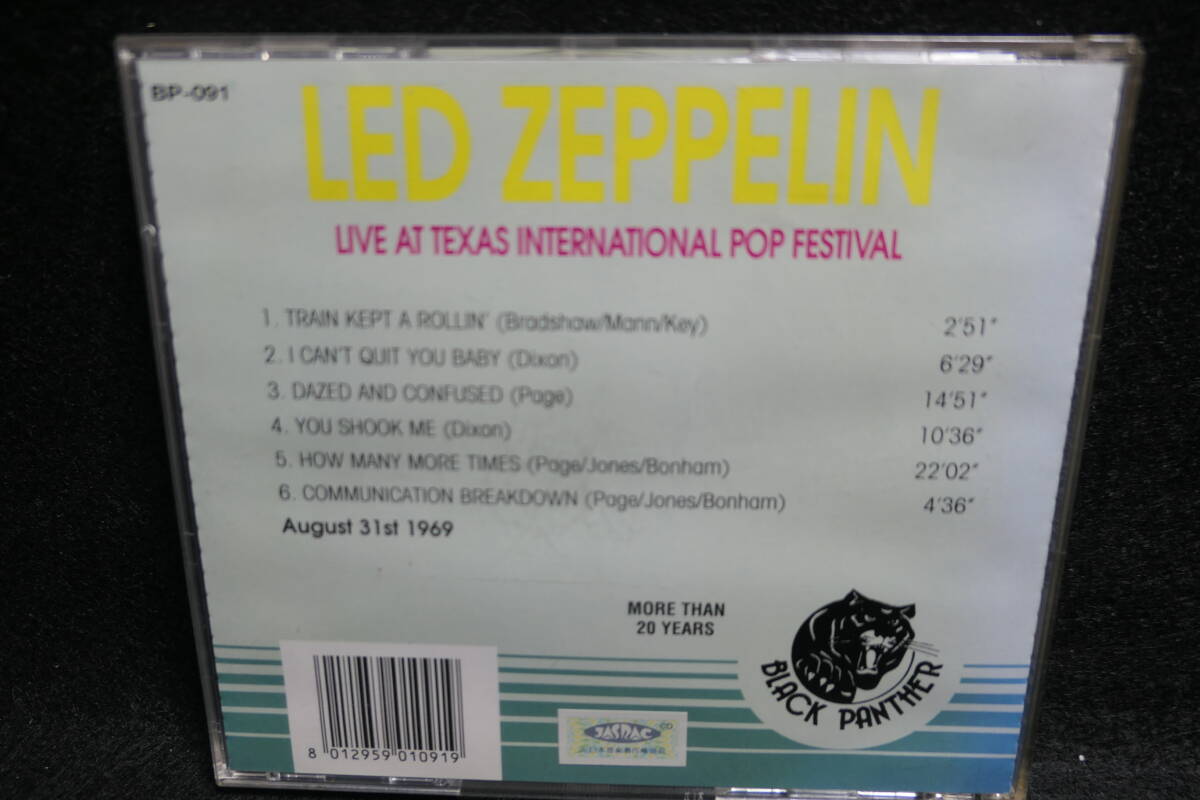 BP-091
LED ZEPPELIN
LIVE AT TEXAS INTERNATIONAL POP FESTIVAL
1. TRAIN KEPT A ROLLIN' (Bradshaw/Mann/Key) 2'51"
2. I CAN'T QUIT YOU BABY (Dixon) 6'29"
3. DAZED AND CONFUSED (Page) 14'51"
4. YOU SHOOK ME (Dixon) 10'36"
5. HOW MANY MORE TIMES (Page/Jones/Bonham) 22'02"
6. COMMUNICATION BREAKDOWN (Page/Jones/Bonham) 4'36"
August 31st 1969
MORE THAN
20 YEARS
BLACK PANTHER
8 012959 010919
JASRAC
CD